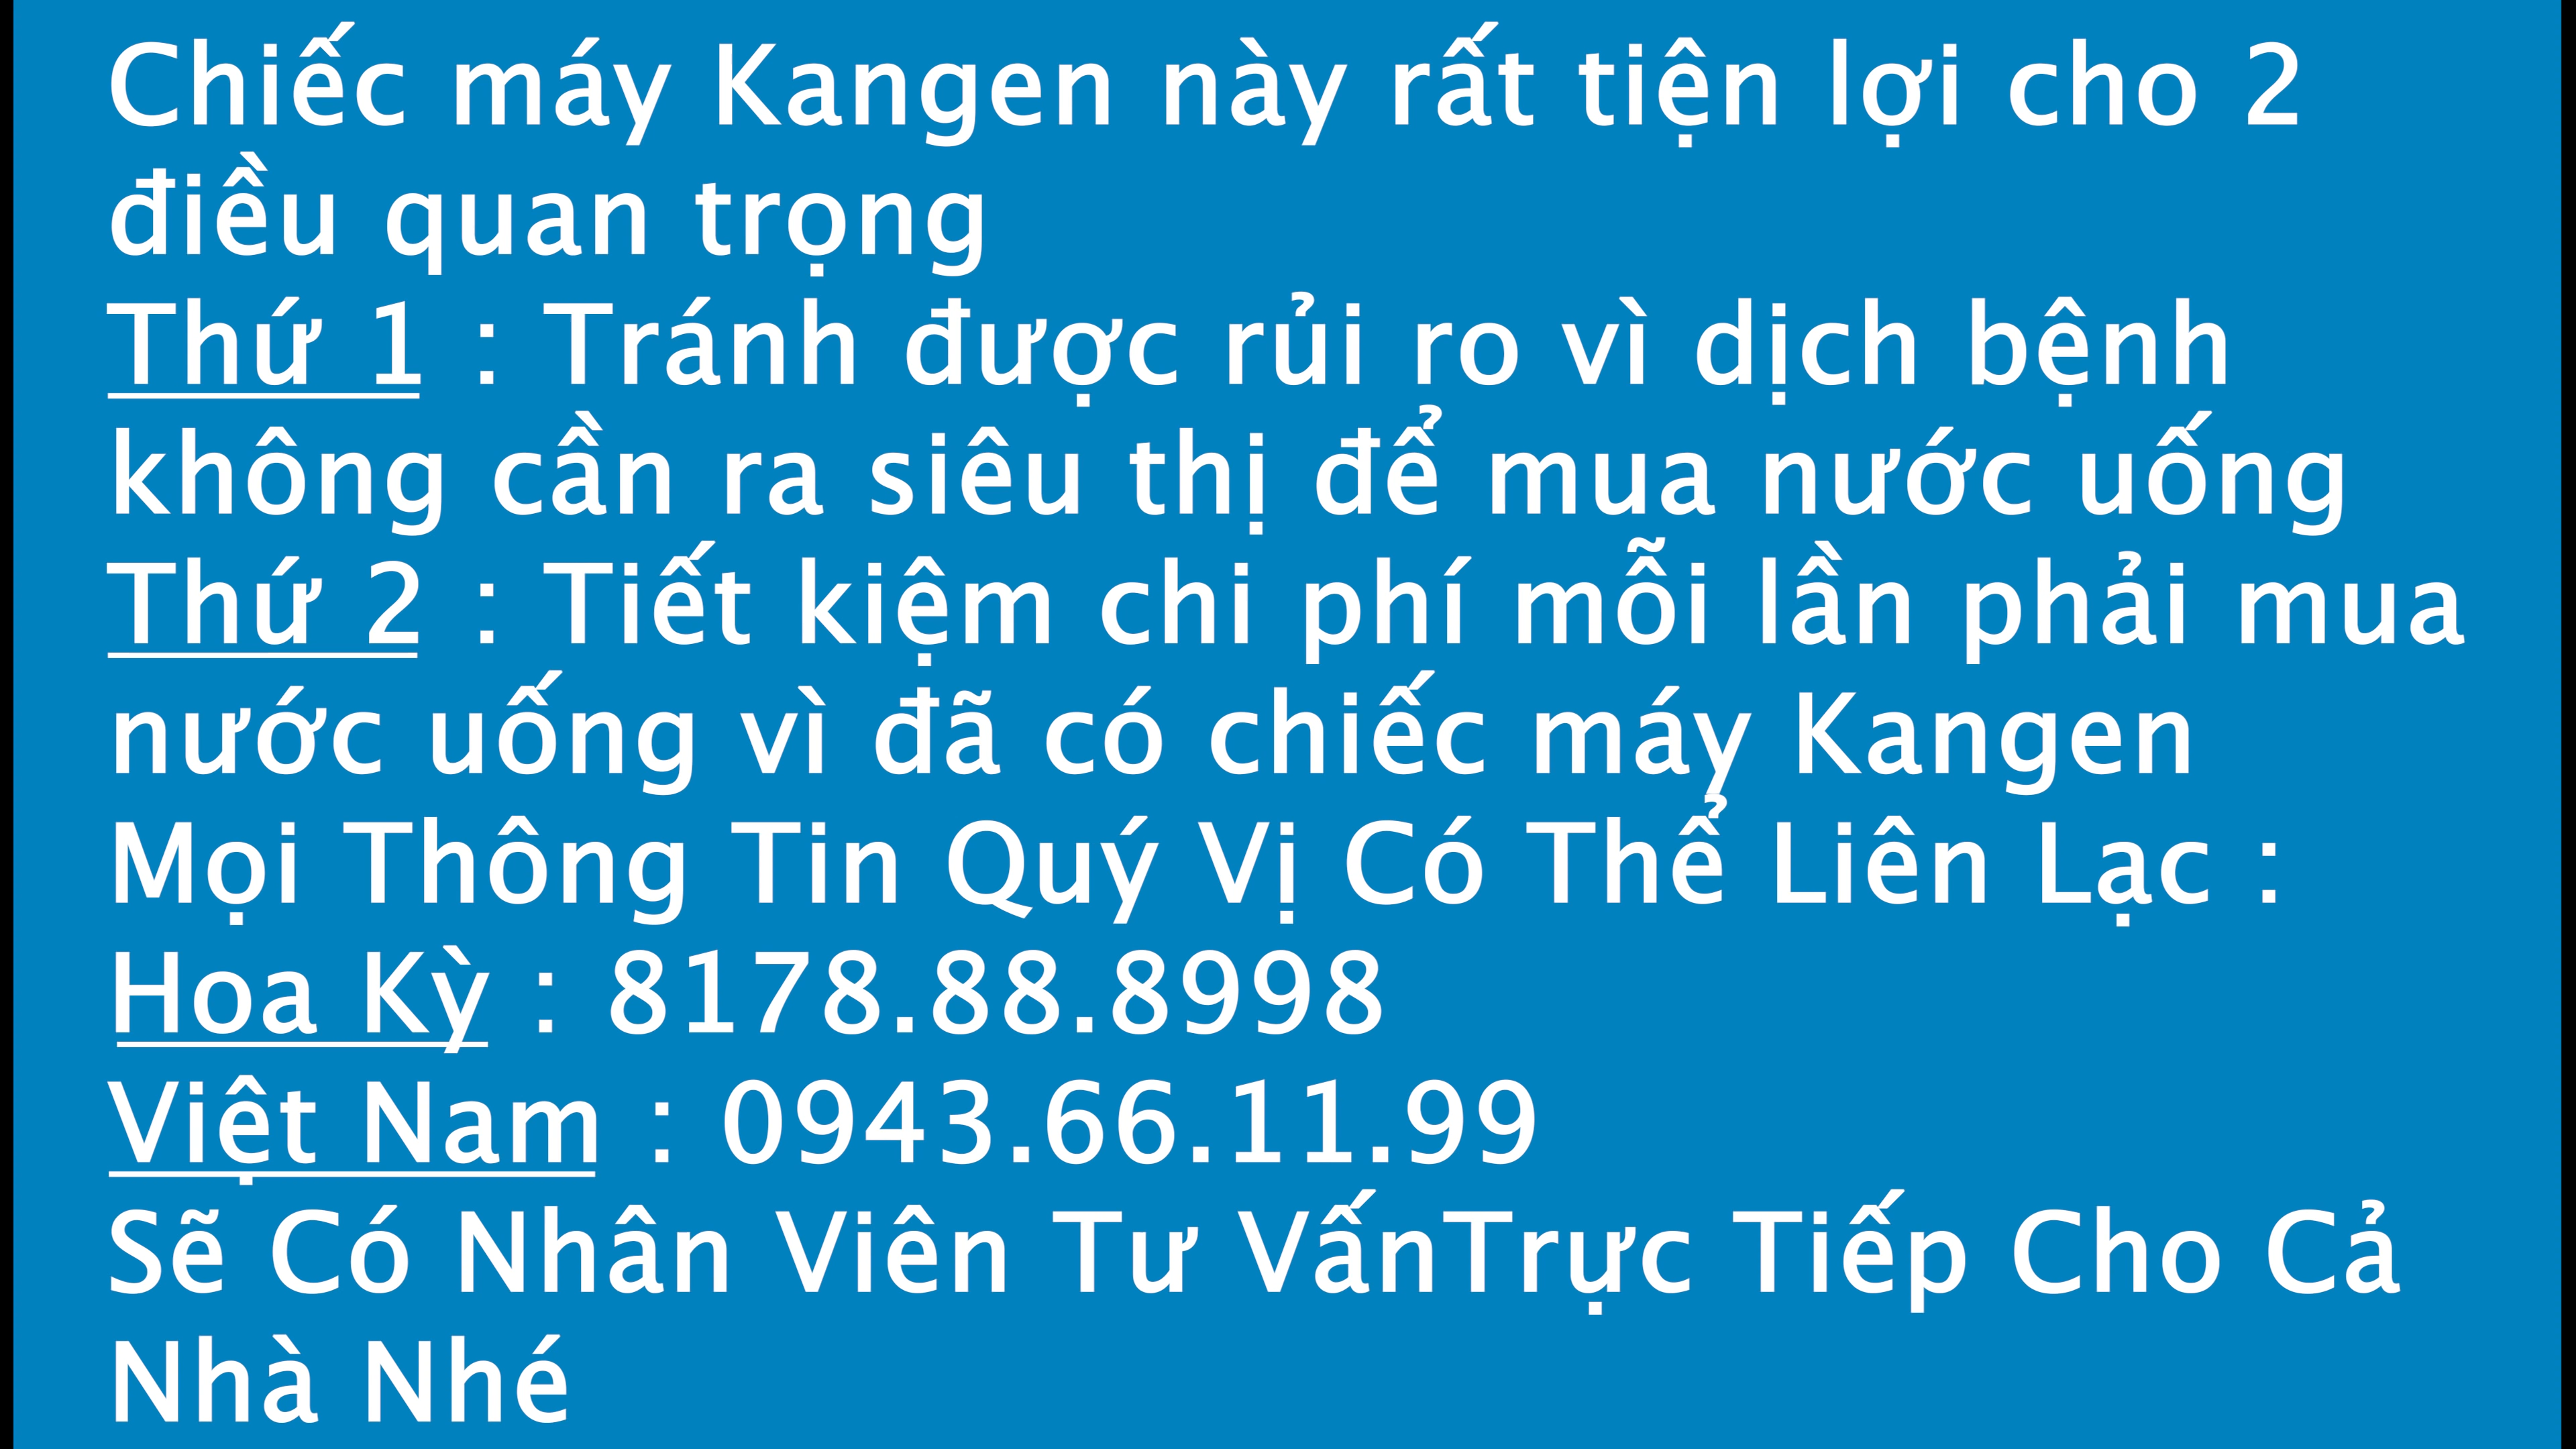 Chiếc máy Kangen này rất tiện lợi cho 2
điều quan trọng
Thứ 1 : Tránh được rủi ro vì dịch bệnh
không cần ra siêu thị để mua nước uống
Thứ 2 : Tiết kiệm chi phí mỗi lần phải mua
nước uống vì đã có chiếc máy Kangen
Mọi Thông Tin Quý Vị Có Thể Liên Lạc :
Hoa Kỳ : 8178.88.8998
Việt Nam : 0943.66.11.99
Sẽ Có Nhân Viên Tư VấnTrực Tiếp Cho Cả
Nhà Nhé